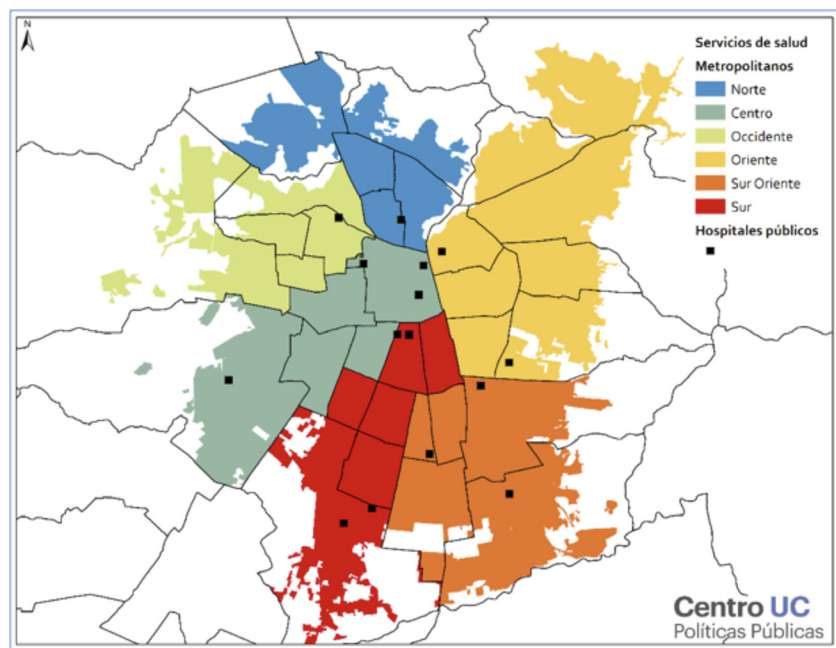 N
Servicios de salud
Metropolitanos
Norte
Centro
Occidente
Oriente
Sur Oriente
Sur
Hospitales públicos
Centro UC
Políticas Públicas